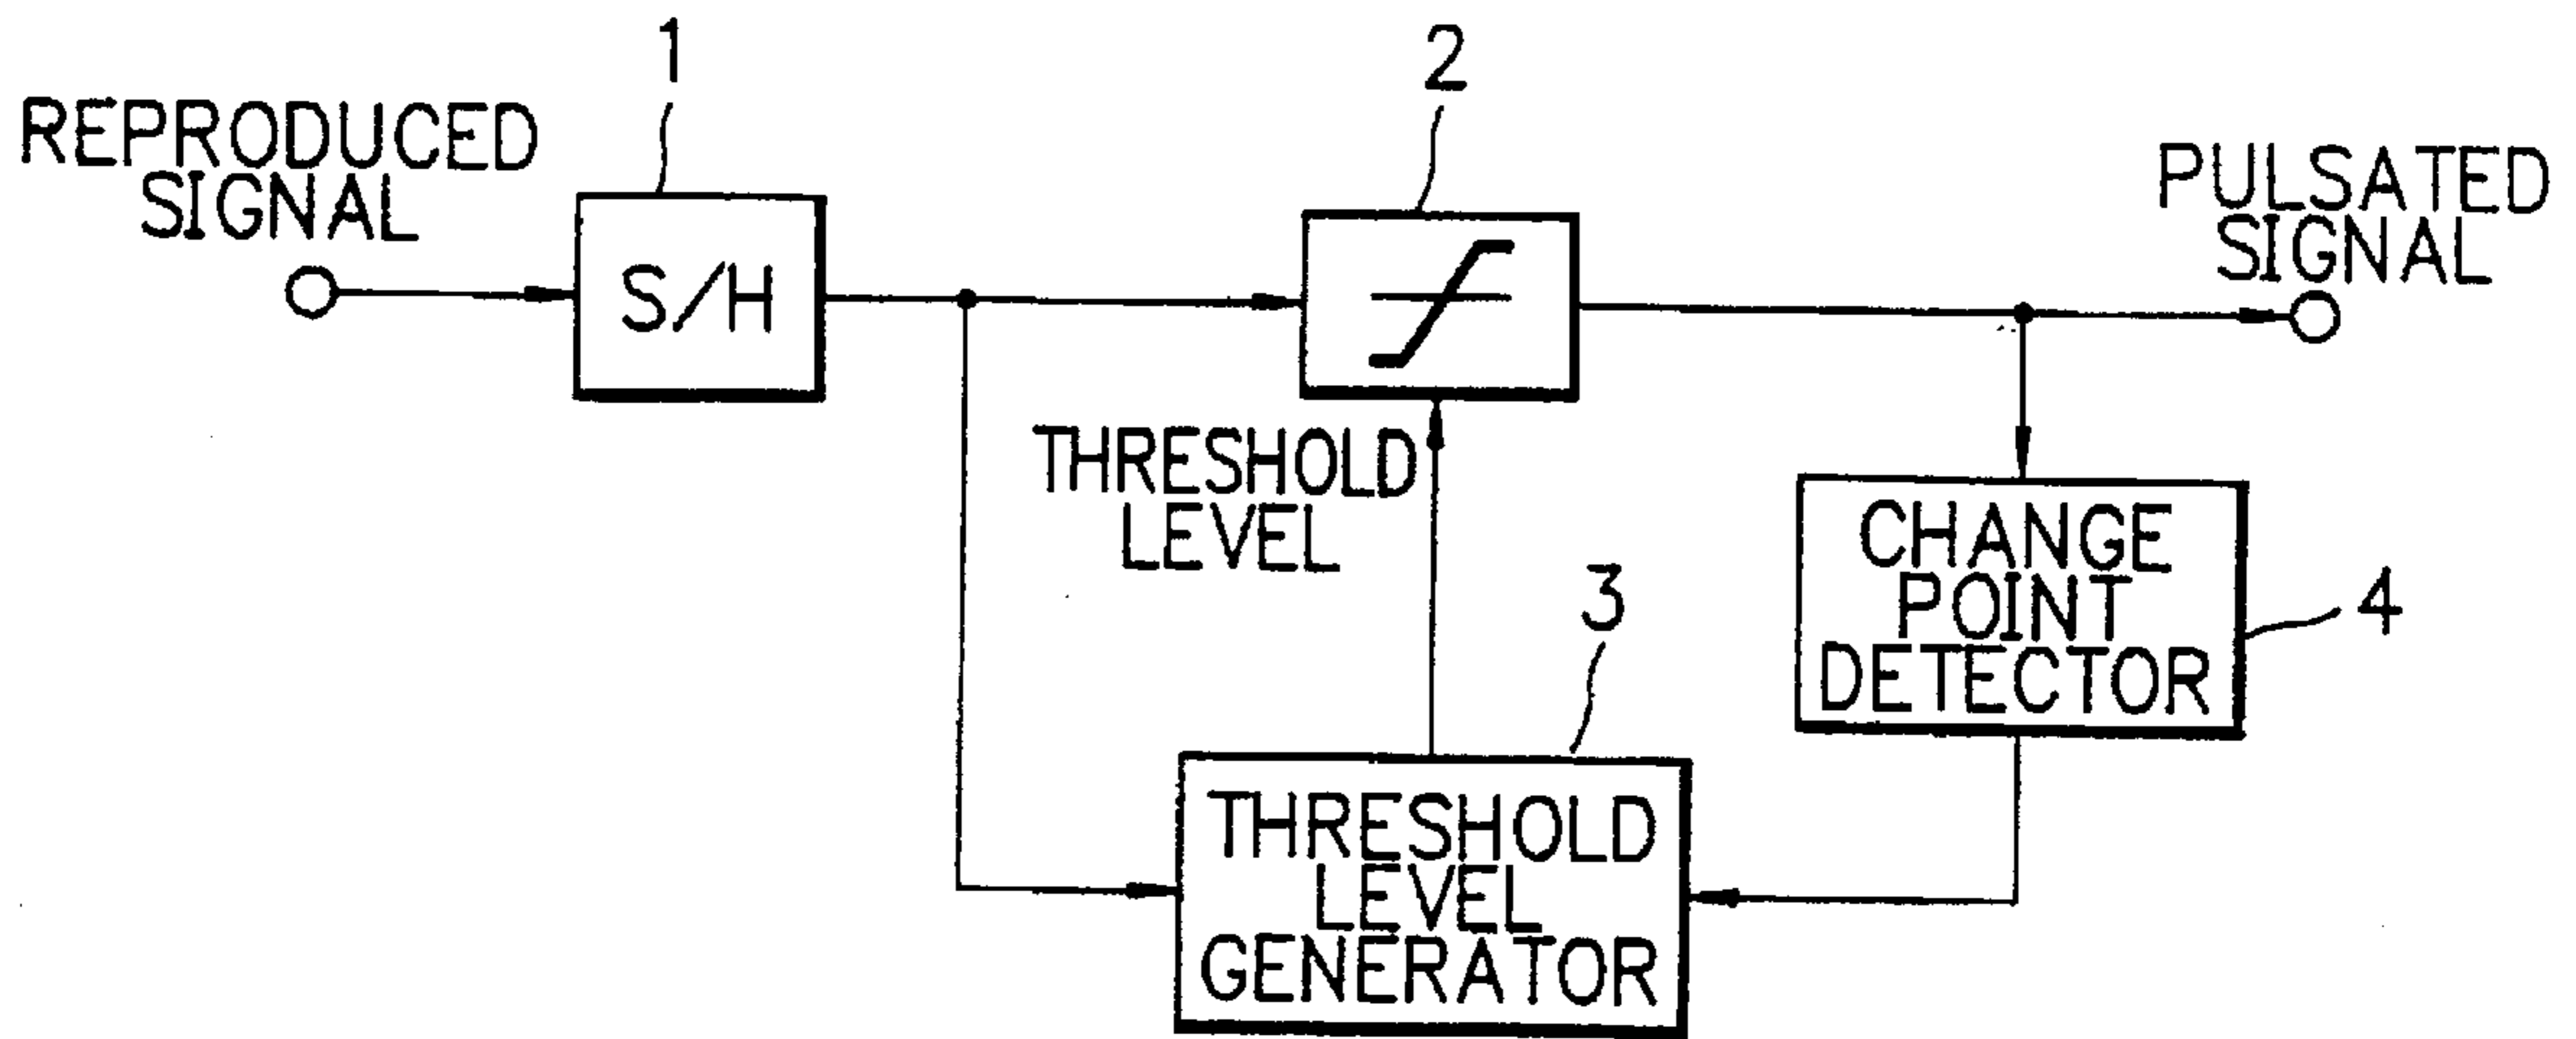 1
2
REPRODUCED
SIGNAL
PULSATED
SIGNAL
S/H
THRESHOLD
LEVEL
CHANGE
POINT
DETECTOR
4
3
THRESHOLD
LEVEL
GENERATOR